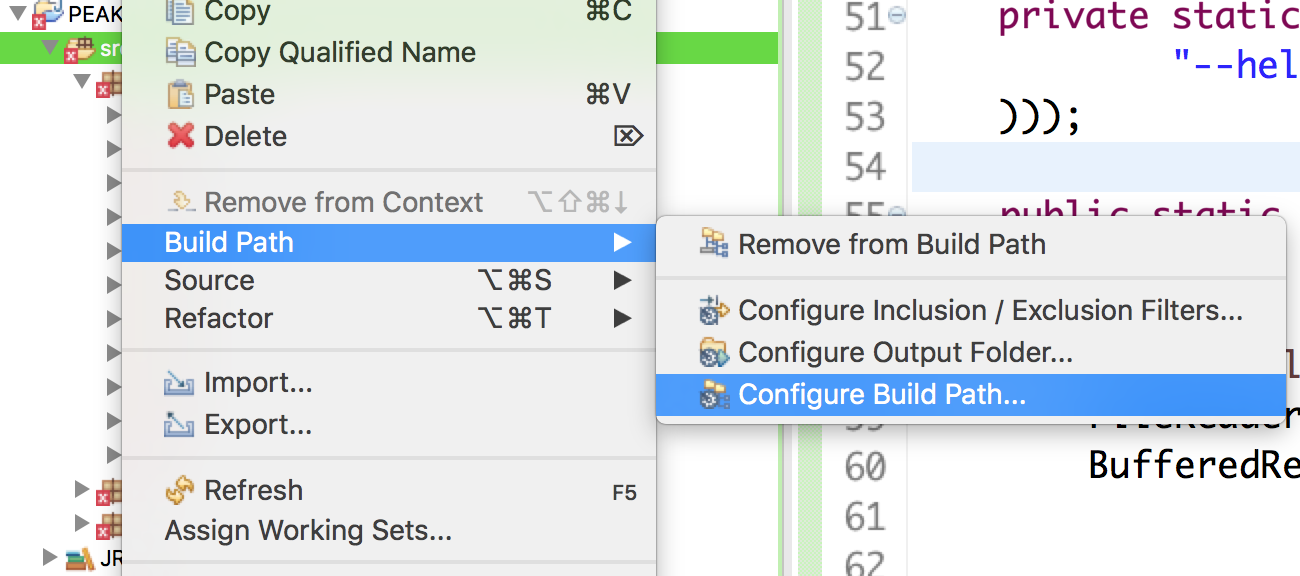 PEAK
src
JR
Copy ⌘C
Copy Qualified Name
Paste ⌘V
Delete ⌦
Remove from Context ⌥⇧⌘↓
Build Path ▶
Source ⌥⌘S ▶
Refactor ⌥⌘T ▶
Import...
Export...
Refresh F5
Assign Working Sets...
Remove from Build Path
Configure Inclusion / Exclusion Filters...
Configure Output Folder...
Configure Build Path...
51 private static
52 "--hel
53 )));
54
55 public static
60 BufferedRe
61
62